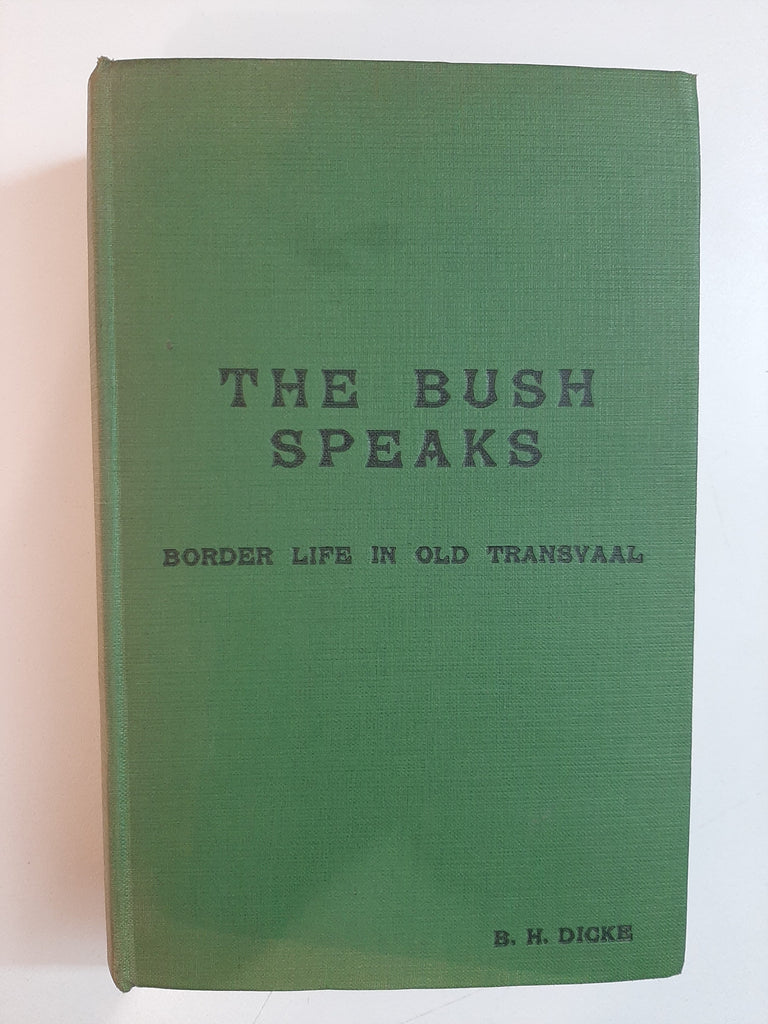 THE BUSH
SPEAKS
BORDER LIFE IN OLD TRANSVAAL
B. H. DICKE